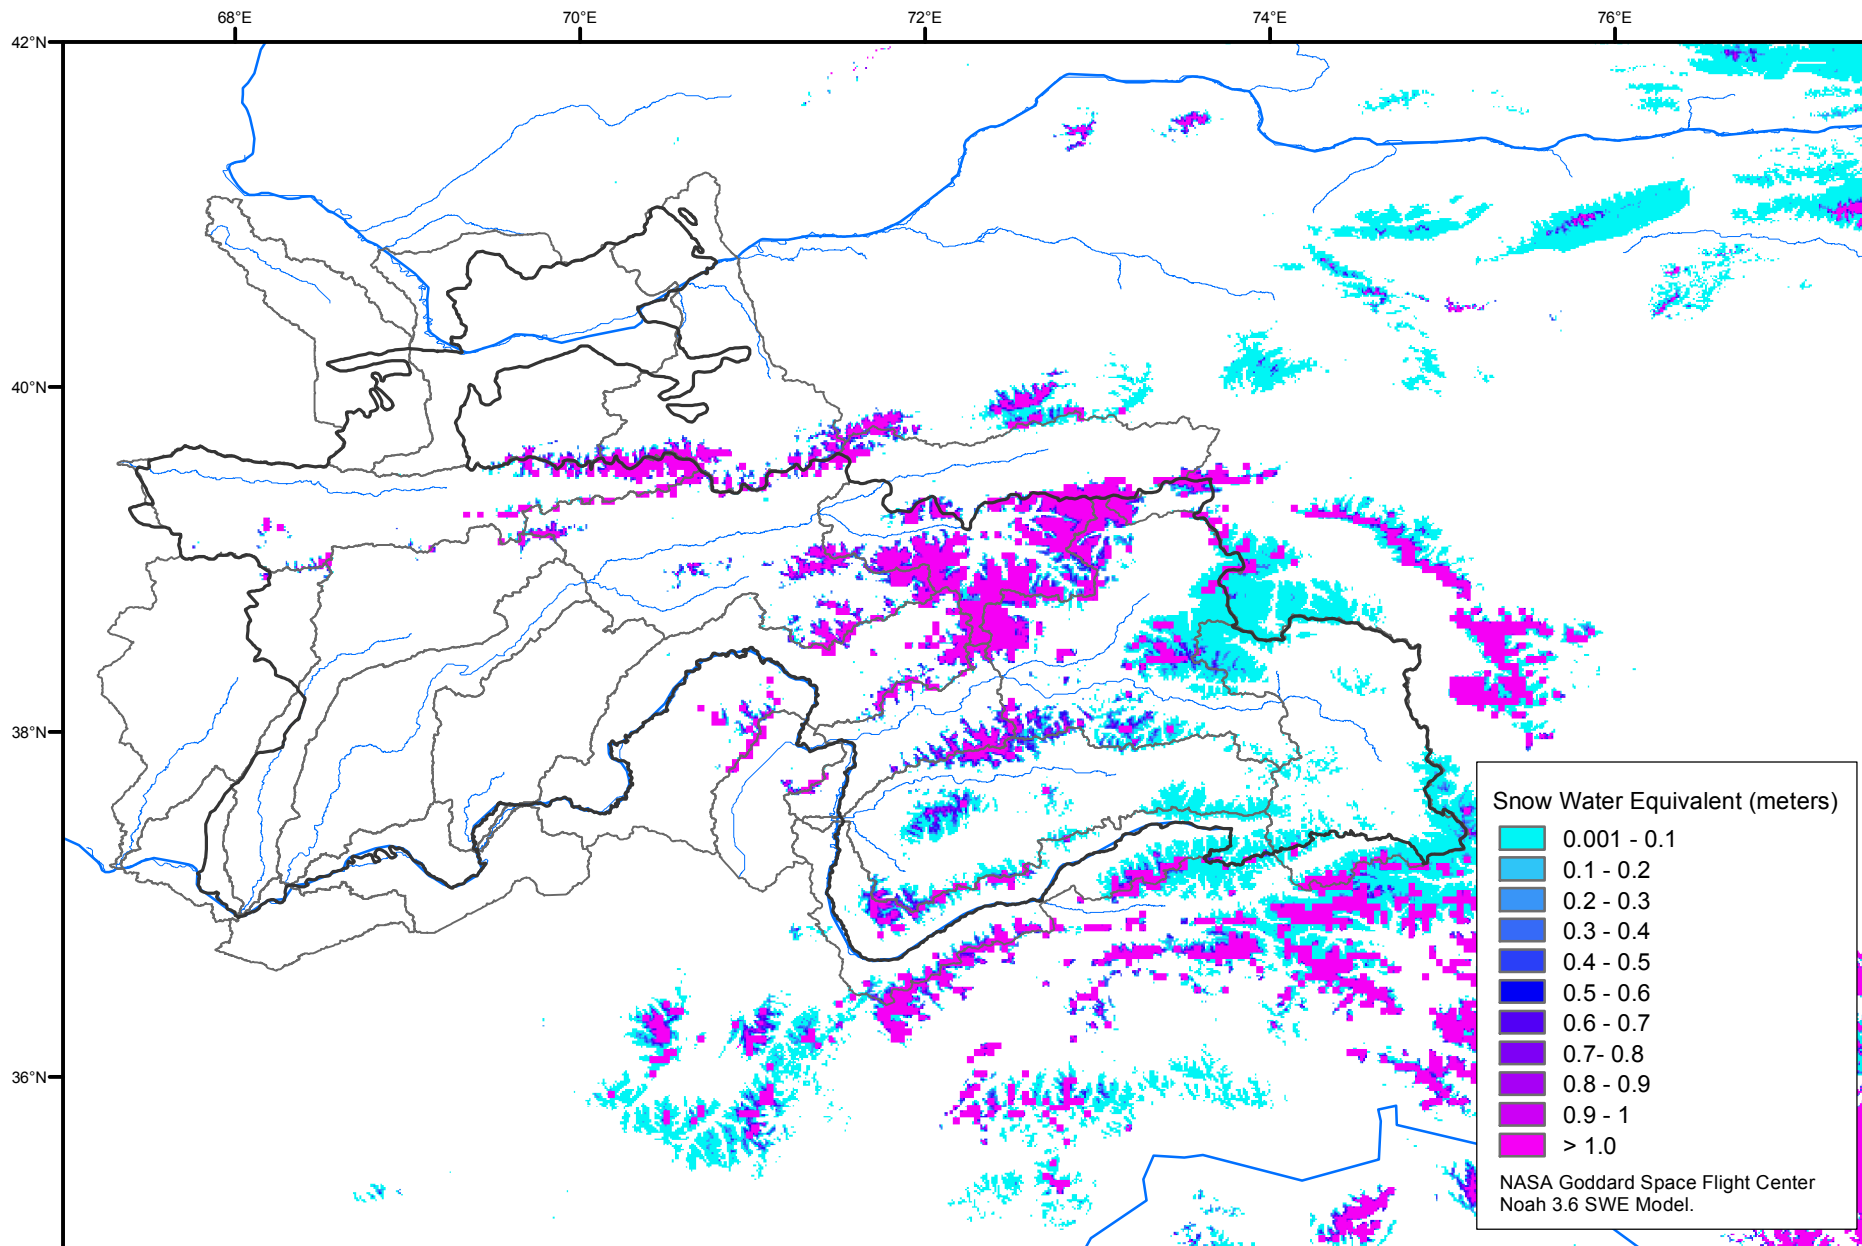 68°E
70°E
72°E
74°E
76°E
42°N
40°N
38°N
36°N
Snow Water Equivalent (meters)
0.001 - 0.1
0.1 - 0.2
0.2 - 0.3
0.3 - 0.4
0.4 - 0.5
0.5 - 0.6
0.6 - 0.7
0.7- 0.8
0.8 - 0.9
0.9 - 1
> 1.0
NASA Goddard Space Flight Center
Noah 3.6 SWE Model.